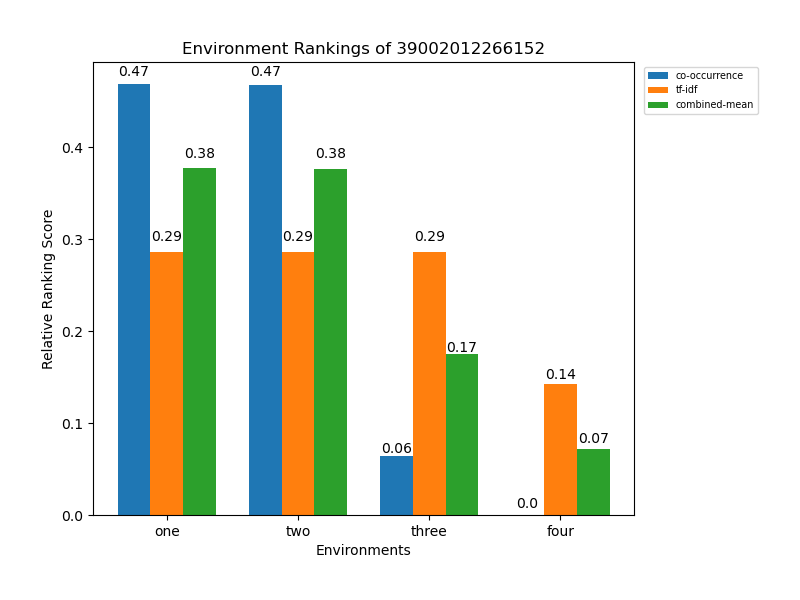 Environment Rankings of 39002012266152
co-occurrence
tf-idf
combined-mean
Relative Ranking Score
0.4
0.3
0.2
0.1
0.0
0.47
0.29
0.38
0.47
0.29
0.38
0.06
0.29
0.17
0.0
0.14
0.07
one two three four
Environments